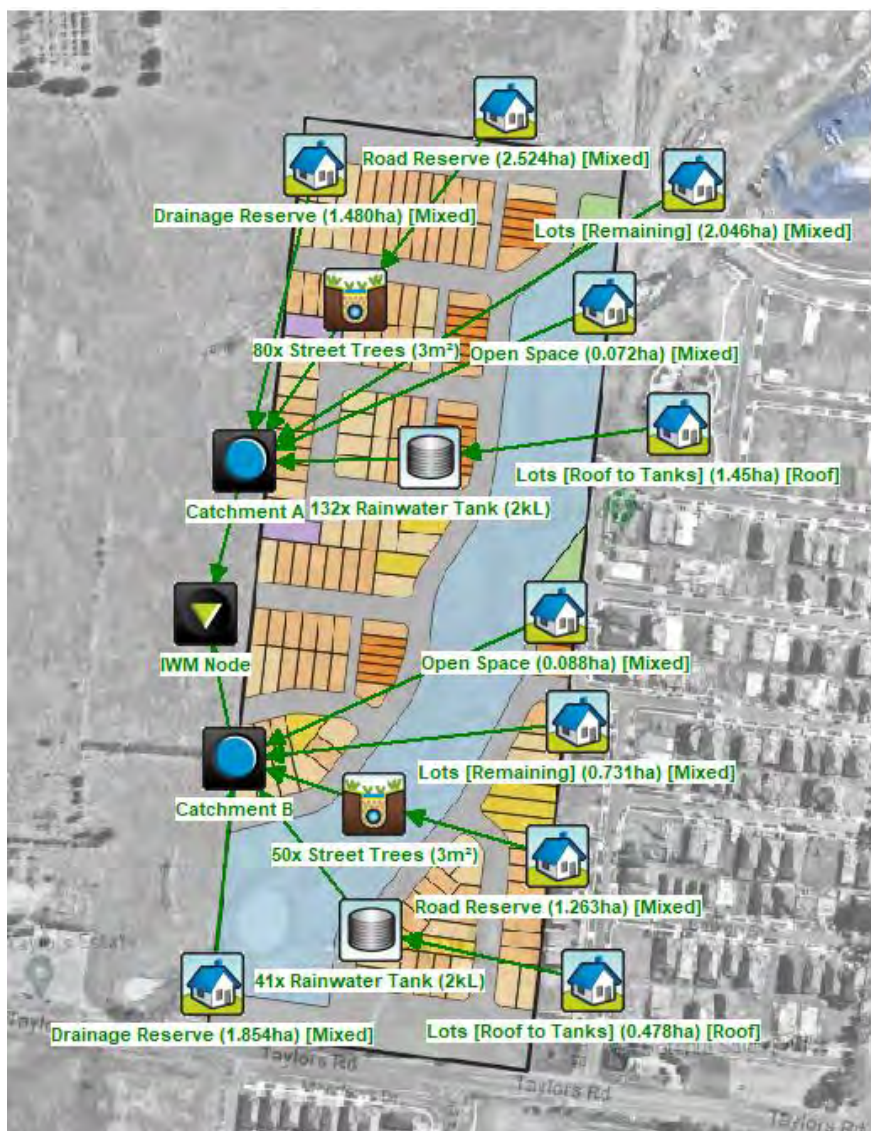 Road Reserve (2.524ha) [Mixed]
Drainage Reserve (1.480ha) [Mixed]
Lots [Remaining] (2.046ha) [Mixed]
80x Street Trees (3m²)
Open Space (0.072ha) [Mixed]
Lots [Roof to Tanks] (1.45ha) [Roof]
Catchment A
132x Rainwater Tank (2kL)
IWM Node
Open Space (0.088ha) [Mixed]
Lots [Remaining] (0.731ha) [Mixed]
Catchment B
50x Street Trees (3m²)
Road Reserve (1.263ha) [Mixed]
41x Rainwater Tank (2kL)
Drainage Reserve (1.854ha) [Mixed]
Lots [Roof to Tanks] (0.478ha) [Roof]
Taylors Rd
Taylors Rd
Taylors Rd